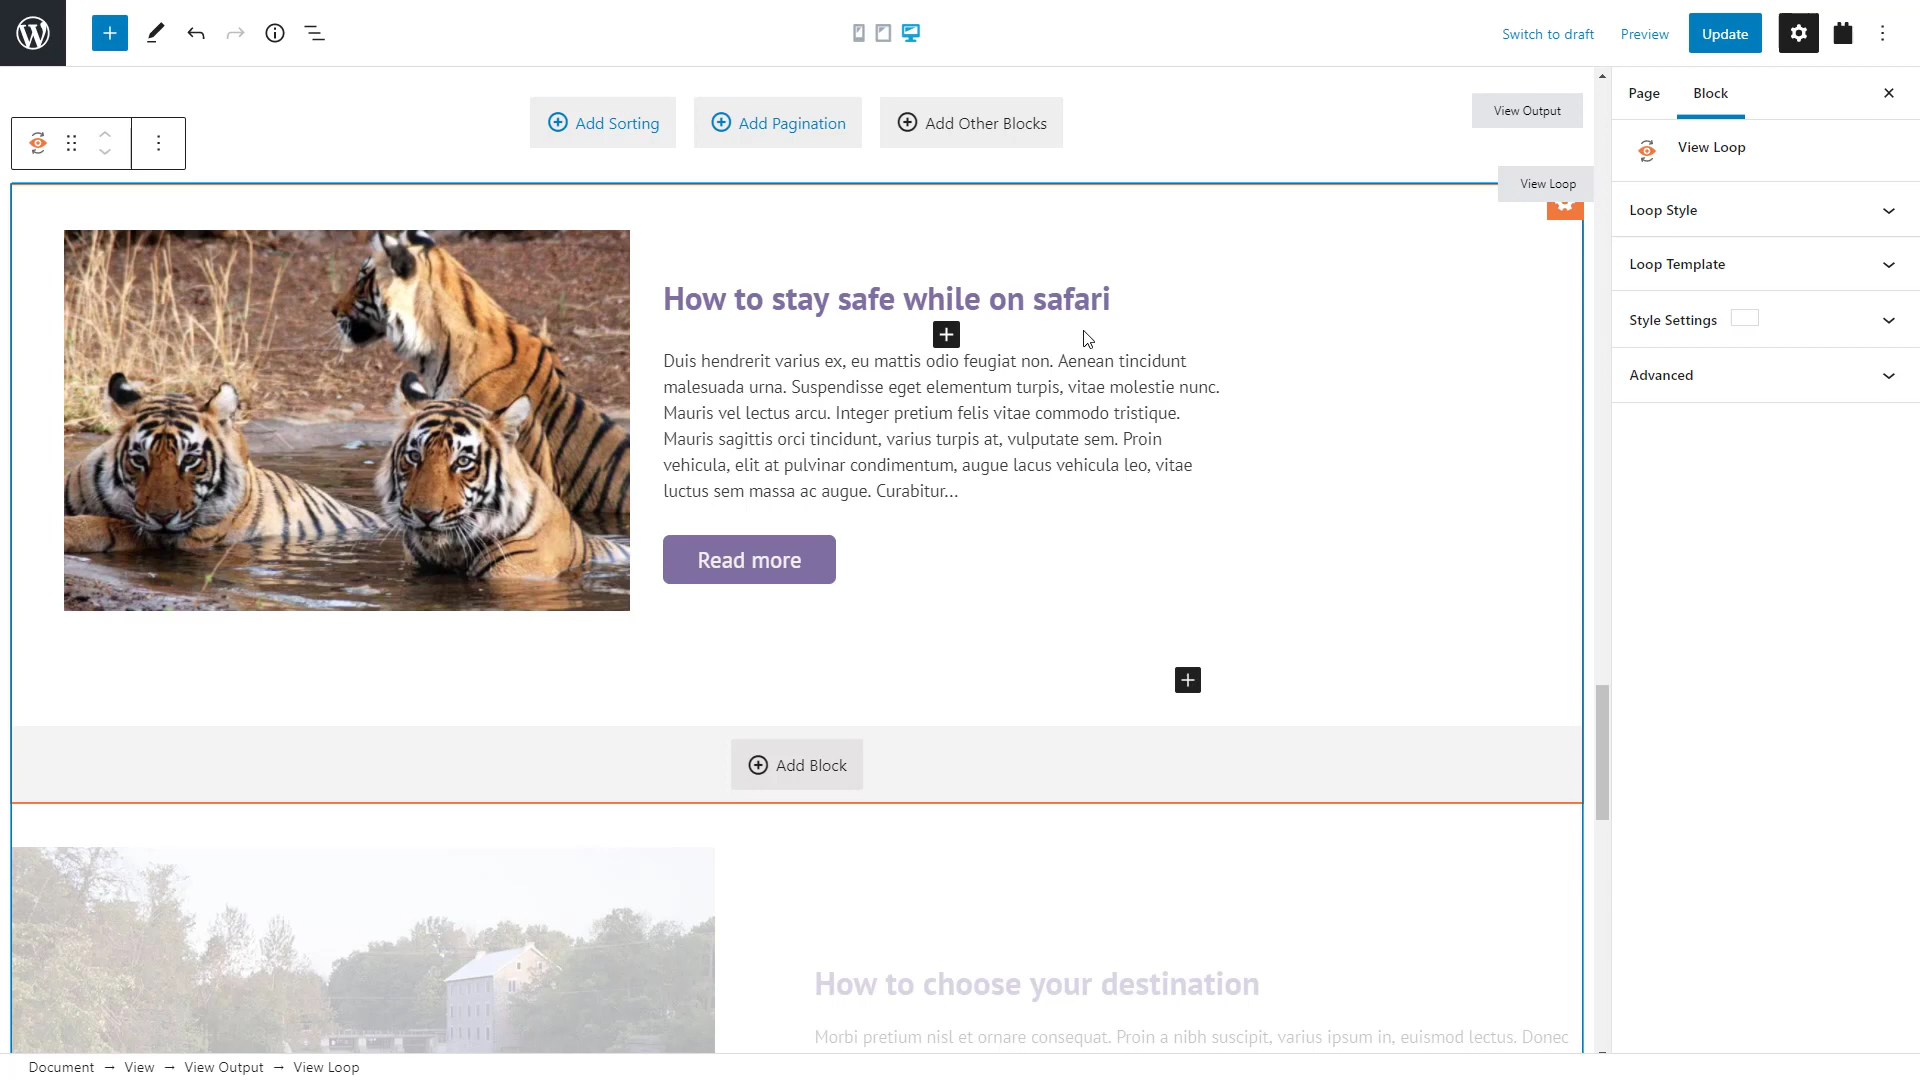 Switch to draft
Preview
Update
Add Sorting
Add Pagination
Add Other Blocks
View Output
View Loop
Page
Block
View Loop
Loop Style
Loop Template
Style Settings
Advanced
How to stay safe while on safari
Duis hendrerit varius ex, eu mattis odio feugiat non. Aenean tincidunt
malesuada urna. Suspendisse eget elementum turpis, vitae molestie nunc.
Mauris vel lectus arcu. Integer pretium felis vitae commodo tristique.
Mauris sagittis orci tincidunt, varius turpis at, vulputate sem. Proin
vehicula, elit at pulvinar condimentum, augue lacus vehicula leo, vitae
luctus sem massa ac augue. Curabitur...
Read more
Add Block
How to choose your destination
Morbi pretium nisl et ornare consequat. Proin a nibh suscipit, varius ipsum in, euismod lectus. Donec
Document → View → View Output → View Loop